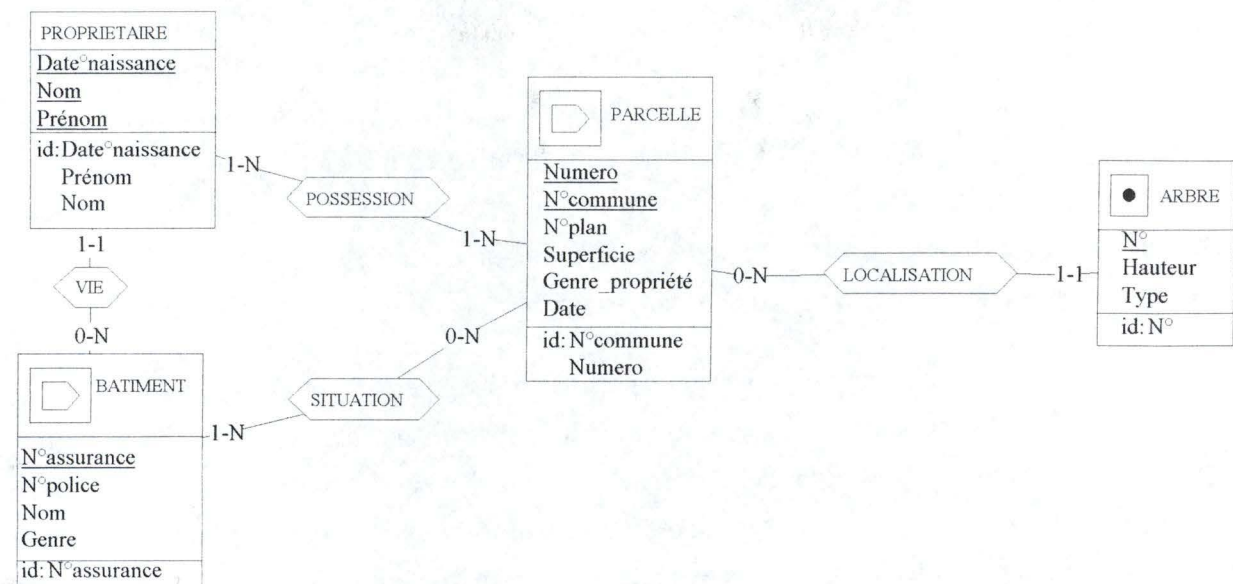 PROPRIETAIRE
Date°naissance
Nom
Prénom
id:Date°naissance
Prénom
Nom
1-N
POSSESSION
1-N
PARCELLE
Numero
N°commune
N°plan
Superficie
Genre_propriété
Date
id: N°commune
Numero
0-N
LOCALISATION
1-1
ARBRE
N°
Hauteur
Type
id: N°
1-1
VIE
0-N
BATIMENT
N°assurance
N°police
Nom
Genre
id: N°assurance
1-N
SITUATION
0-N